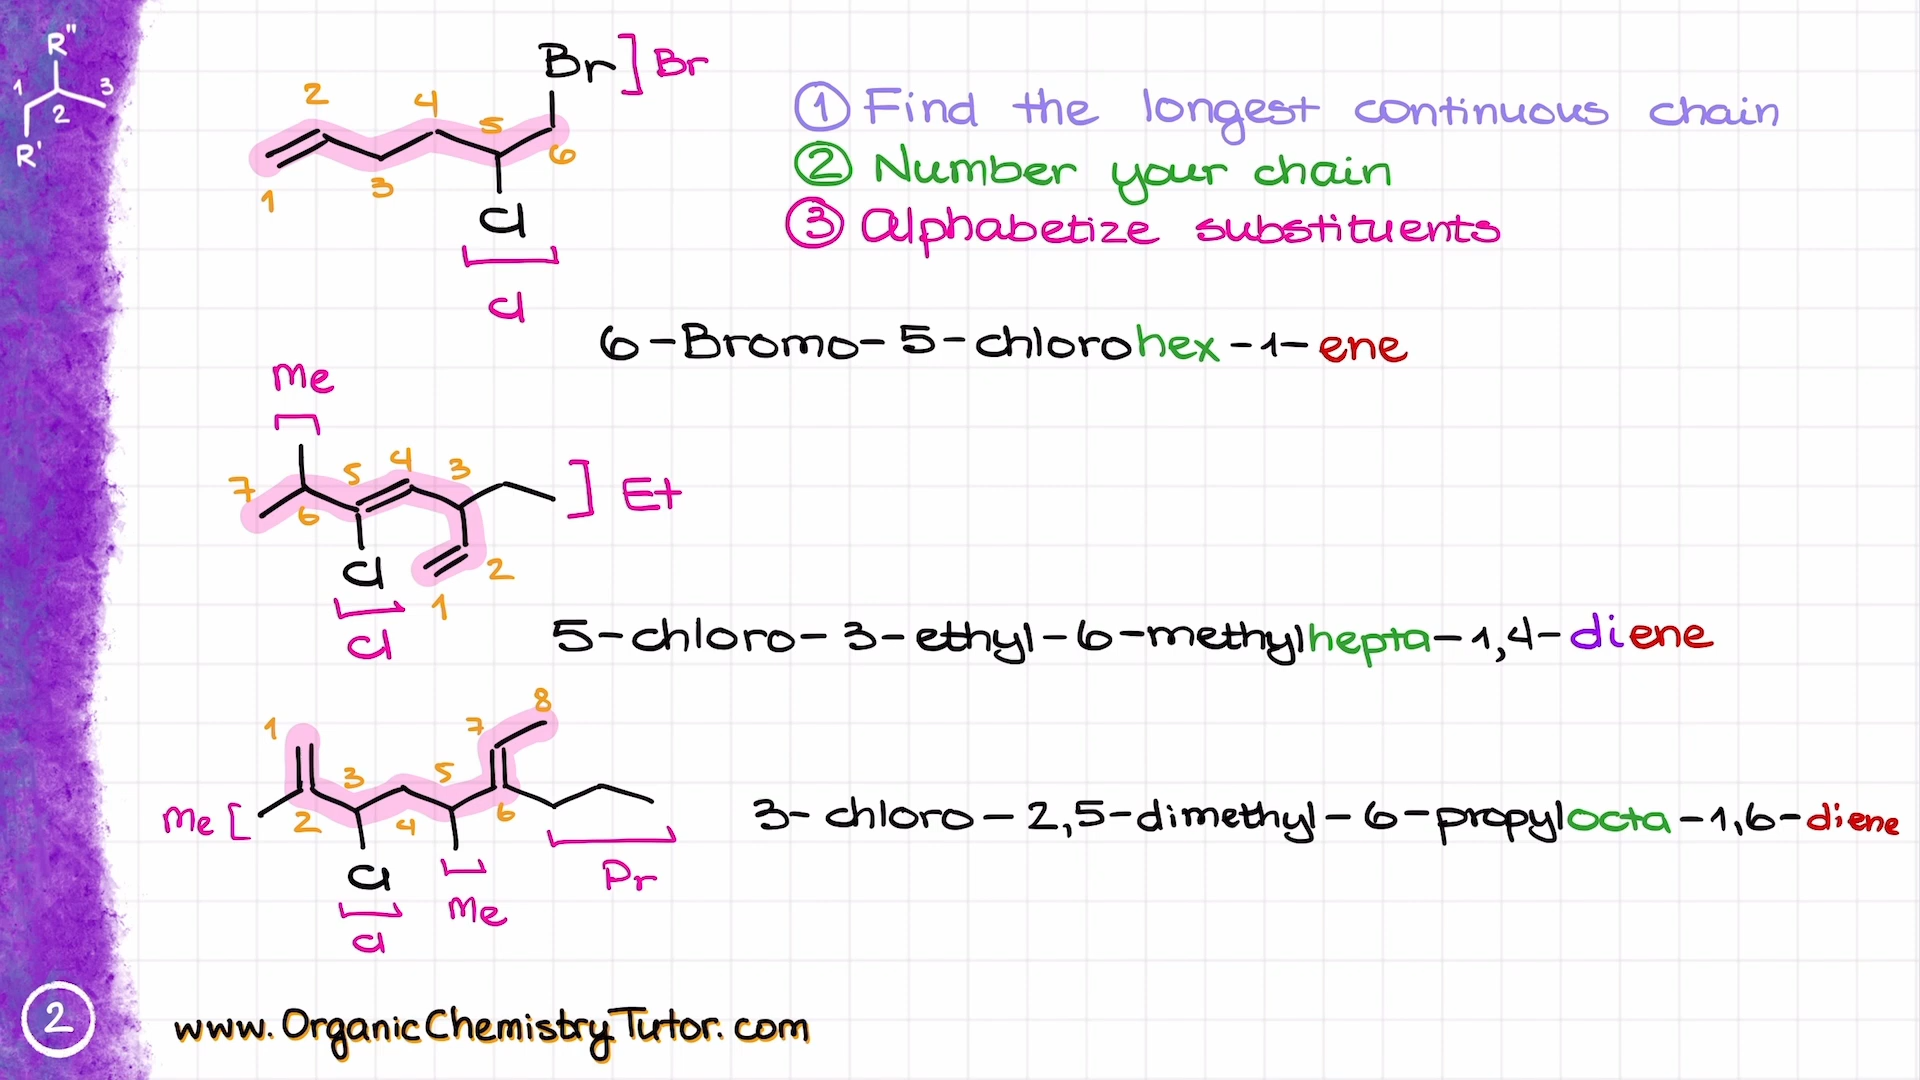 R"
1 3
2
R'
Br ] Br
2 4 5
1 3 6
Cl
Cl
① Find the longest continuous chain
② Number your chain
③ Alphabetize substituents
6-Bromo-5-chlorohex-1-ene
Me
7 5 4 3
6
] Et
Cl 2
1
Cl
5-chloro-3-ethyl-6-methylhepta-1,4-diene
8
1 7
3 5
Me [ 2 4 6
Cl
Me
Pr
Cl
3-chloro-2,5-dimethyl-6-propylocta-1,6-diene
2
www.OrganicChemistryTutor.com